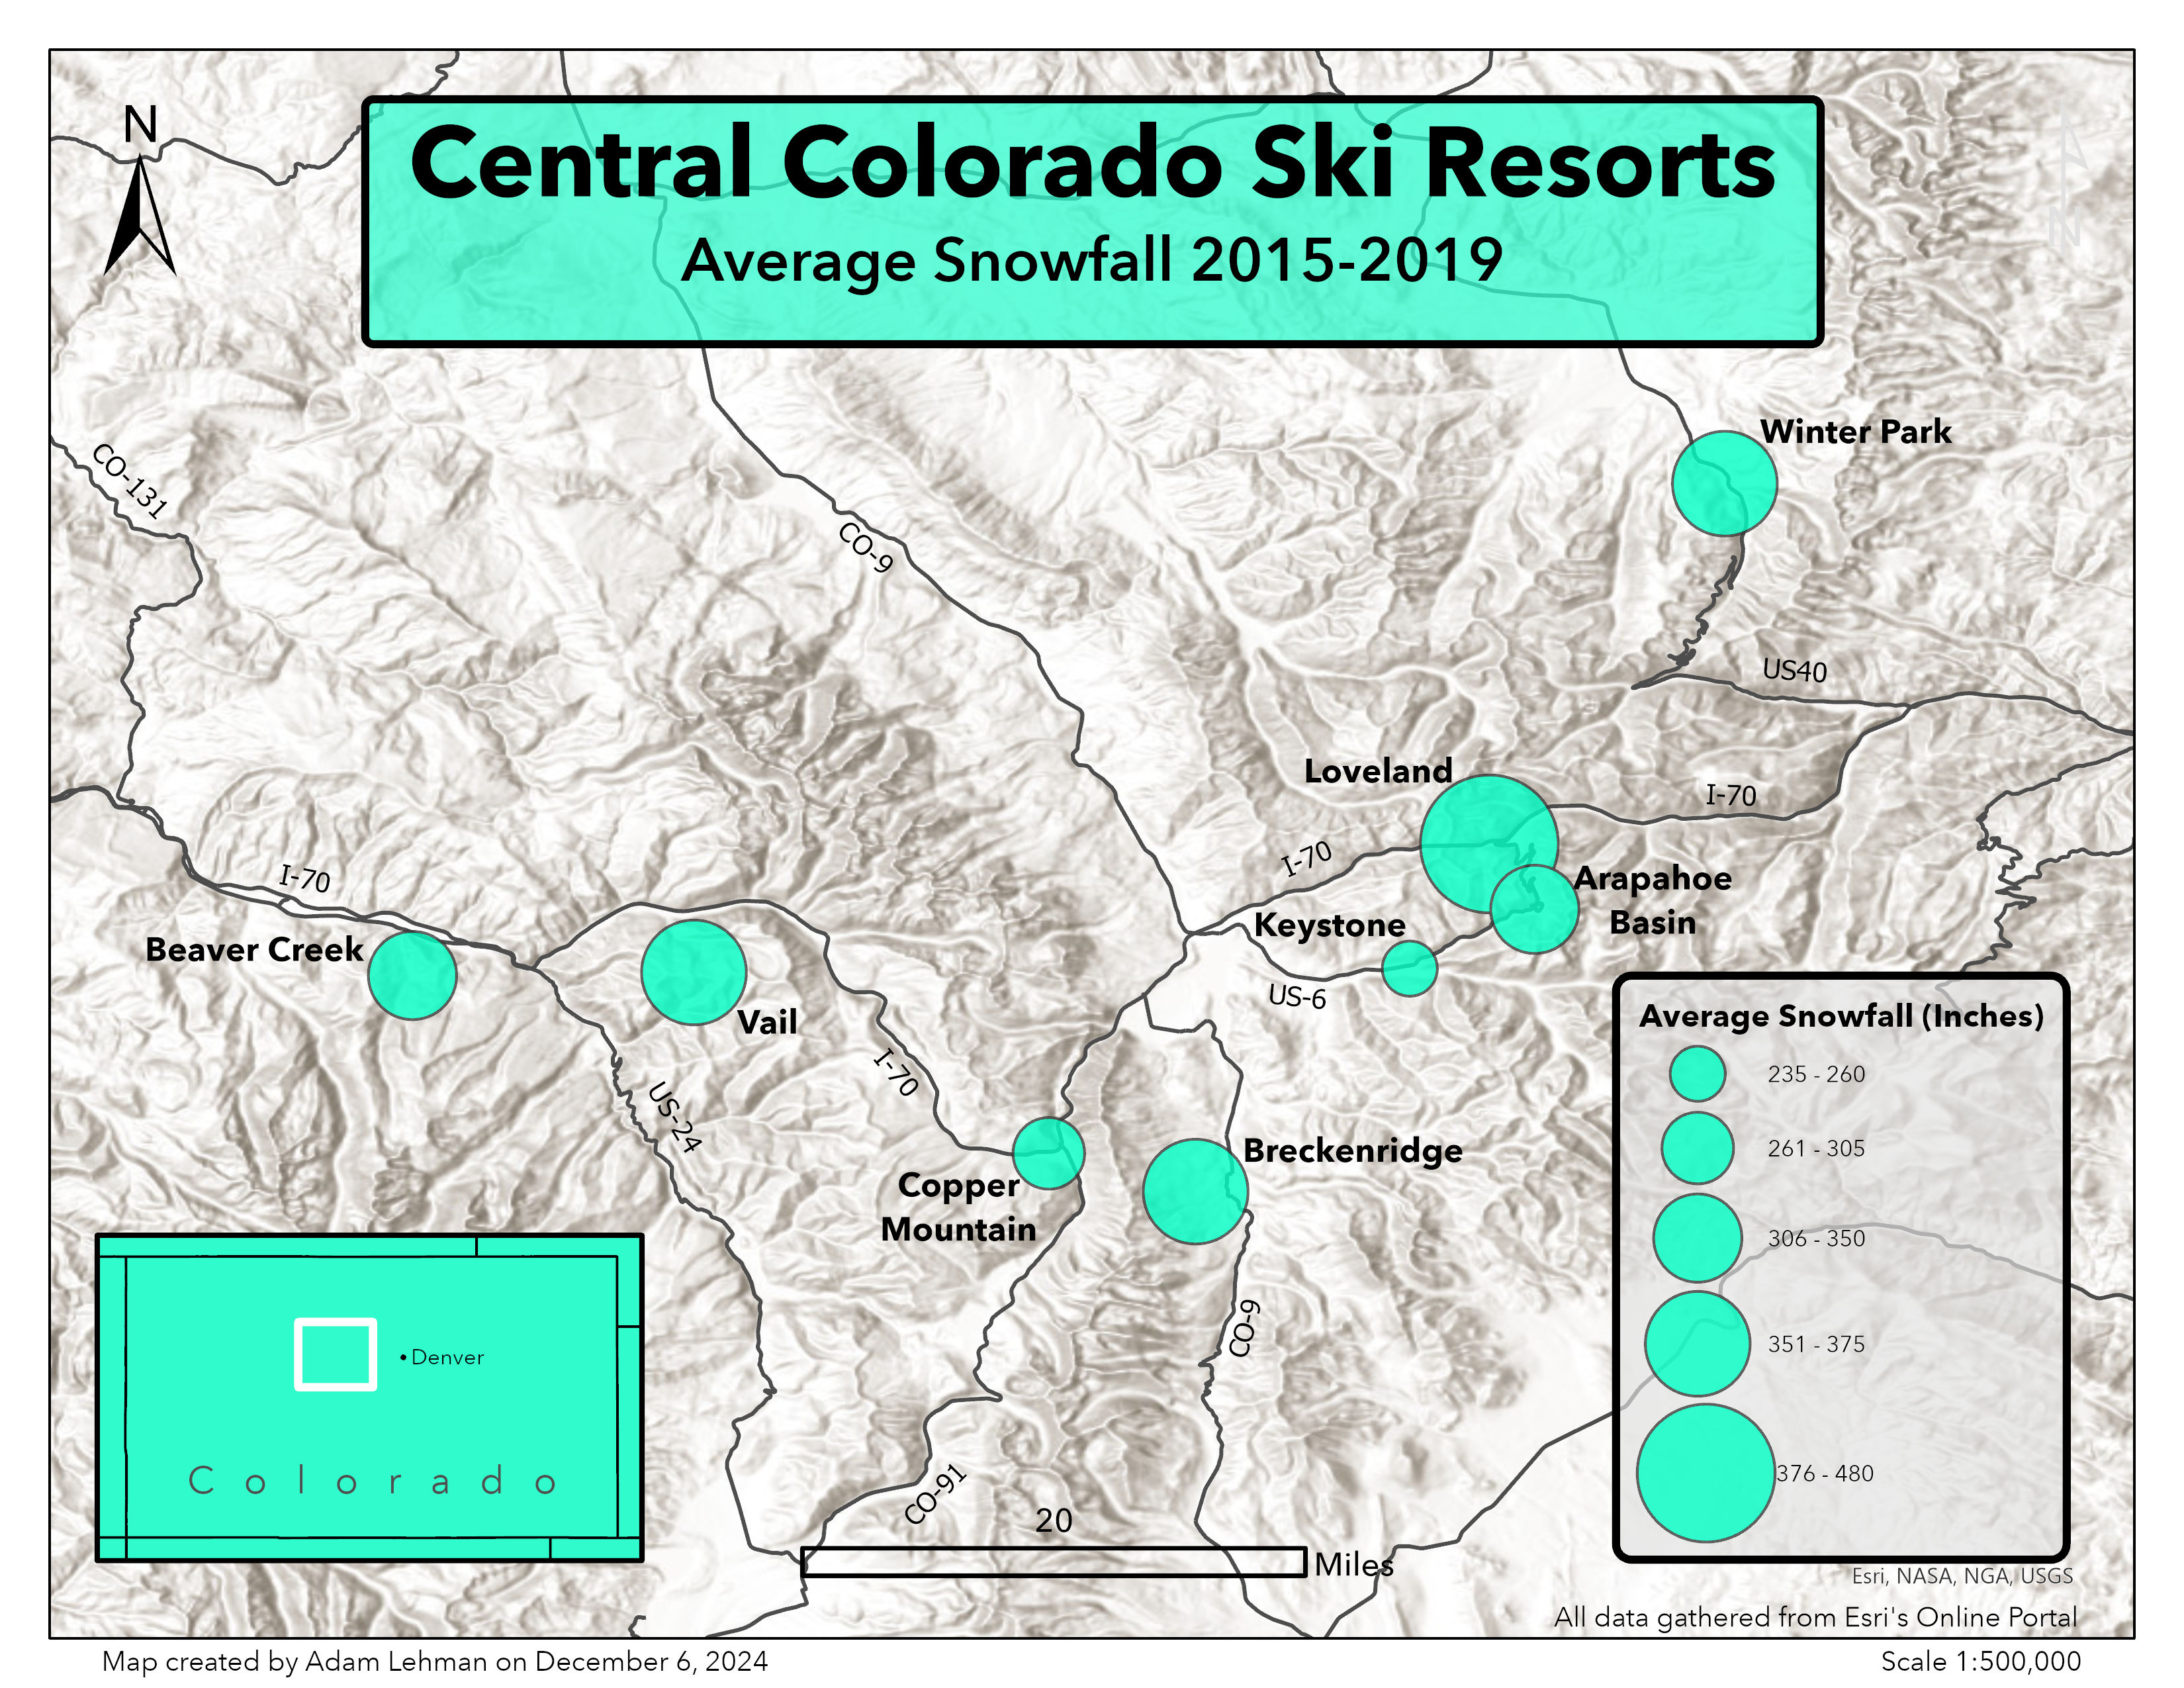 N
Central Colorado Ski Resorts
Average Snowfall 2015-2019
N
Winter Park
CO-131
CO-9
US40
Loveland
I-70
I-70
Arapahoe
Basin
I-70
Keystone
Beaver Creek
US-6
Vail
I-70
US-24
Copper
Mountain
Breckenridge
CO-9
CO-91
Average Snowfall (Inches)
235 - 260
261 - 305
306 - 350
351 - 375
376 - 480
Denver
Colorado
20
Miles
Esri, NASA, NGA, USGS
All data gathered from Esri's Online Portal
Map created by Adam Lehman on December 6, 2024
Scale 1:500,000